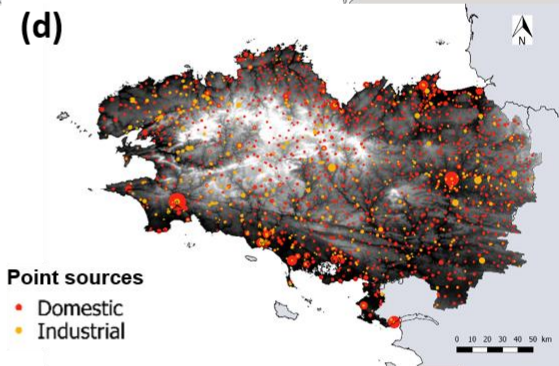 (d)
N
Point sources
Domestic
Industrial
0 10 20 30 40 50 km